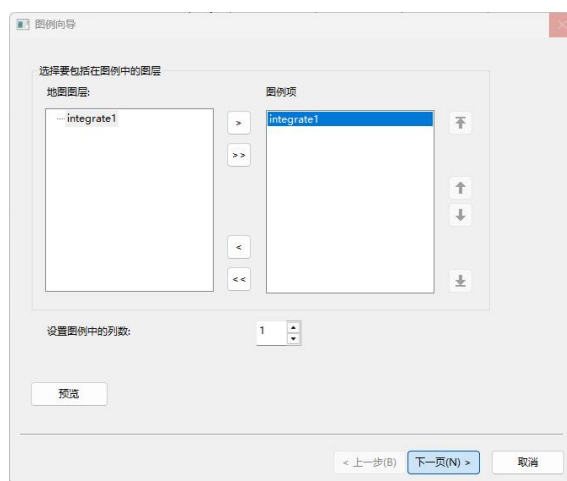 图例向导
选择要包括在图例中的图层
地图图层:
图例项
integrate1
integrate1
>
>>
<
<<
设置图例中的列数:
1
预览
< 上一步(B)
下一页(N) >
取消